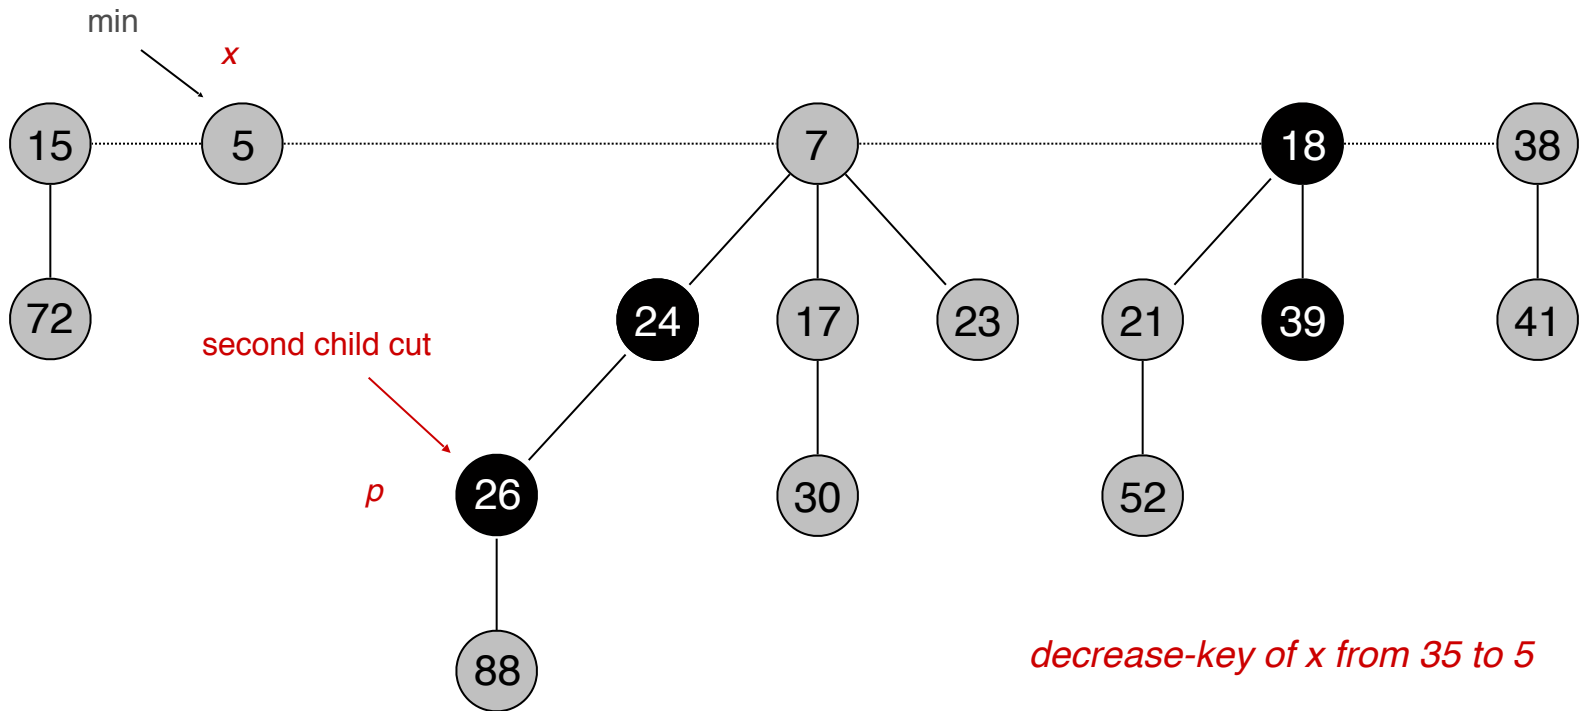 min
x
15 5 7 18 38
72 24 17 23 21 39 41
second child cut
p 26 30 52
88
decrease-key of x from 35 to 5